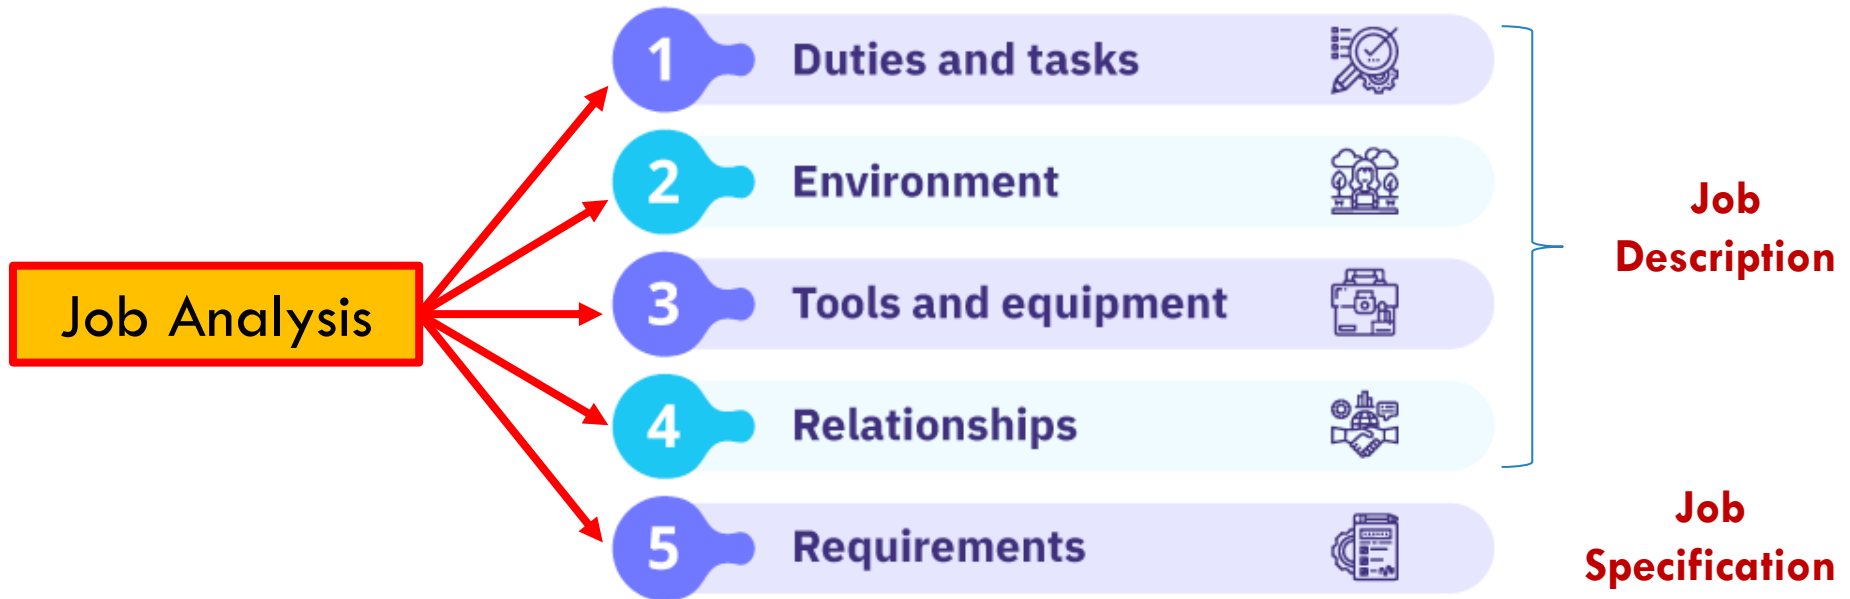 Job Analysis
1 Duties and tasks
2 Environment
3 Tools and equipment
4 Relationships
5 Requirements
Job
Description
Job
Specification